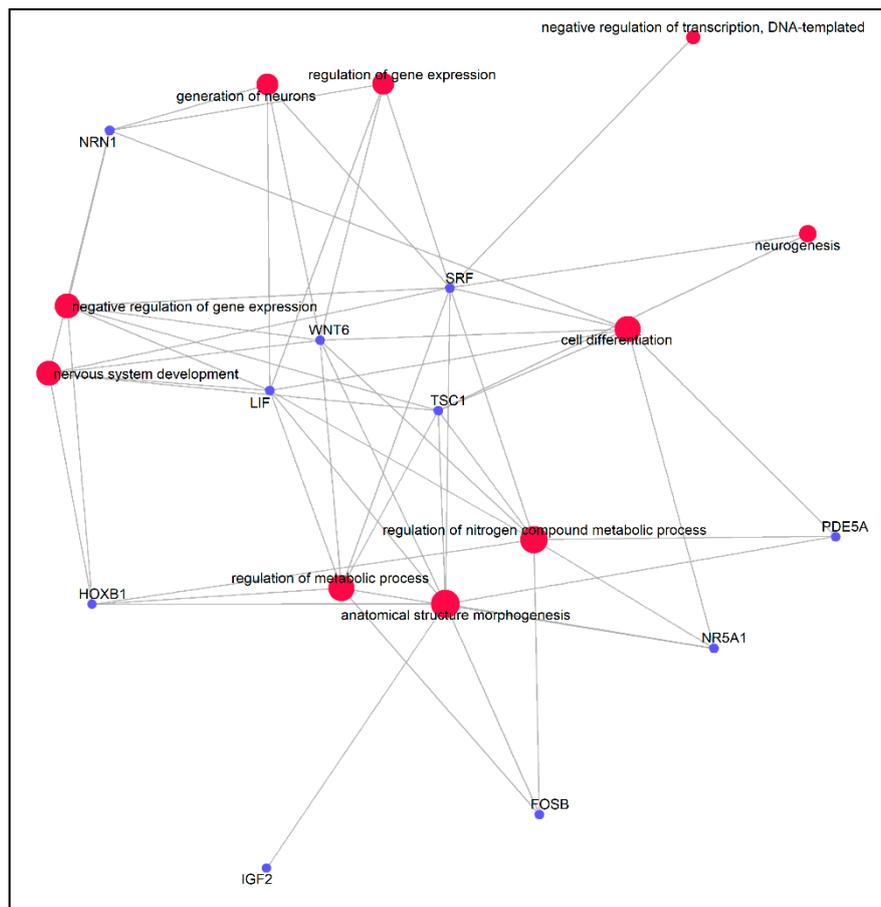 negative regulation of transcription, DNA-templated
regulation of gene expression
generation of neurons
NRN1
neurogenesis
SRF
negative regulation of gene expression
WNT6
cell differentiation
nervous system development
LIF
TSC1
regulation of nitrogen compound metabolic process
PDE5A
regulation of metabolic process
HOXB1
anatomical structure morphogenesis
NR5A1
FOSB
IGF2